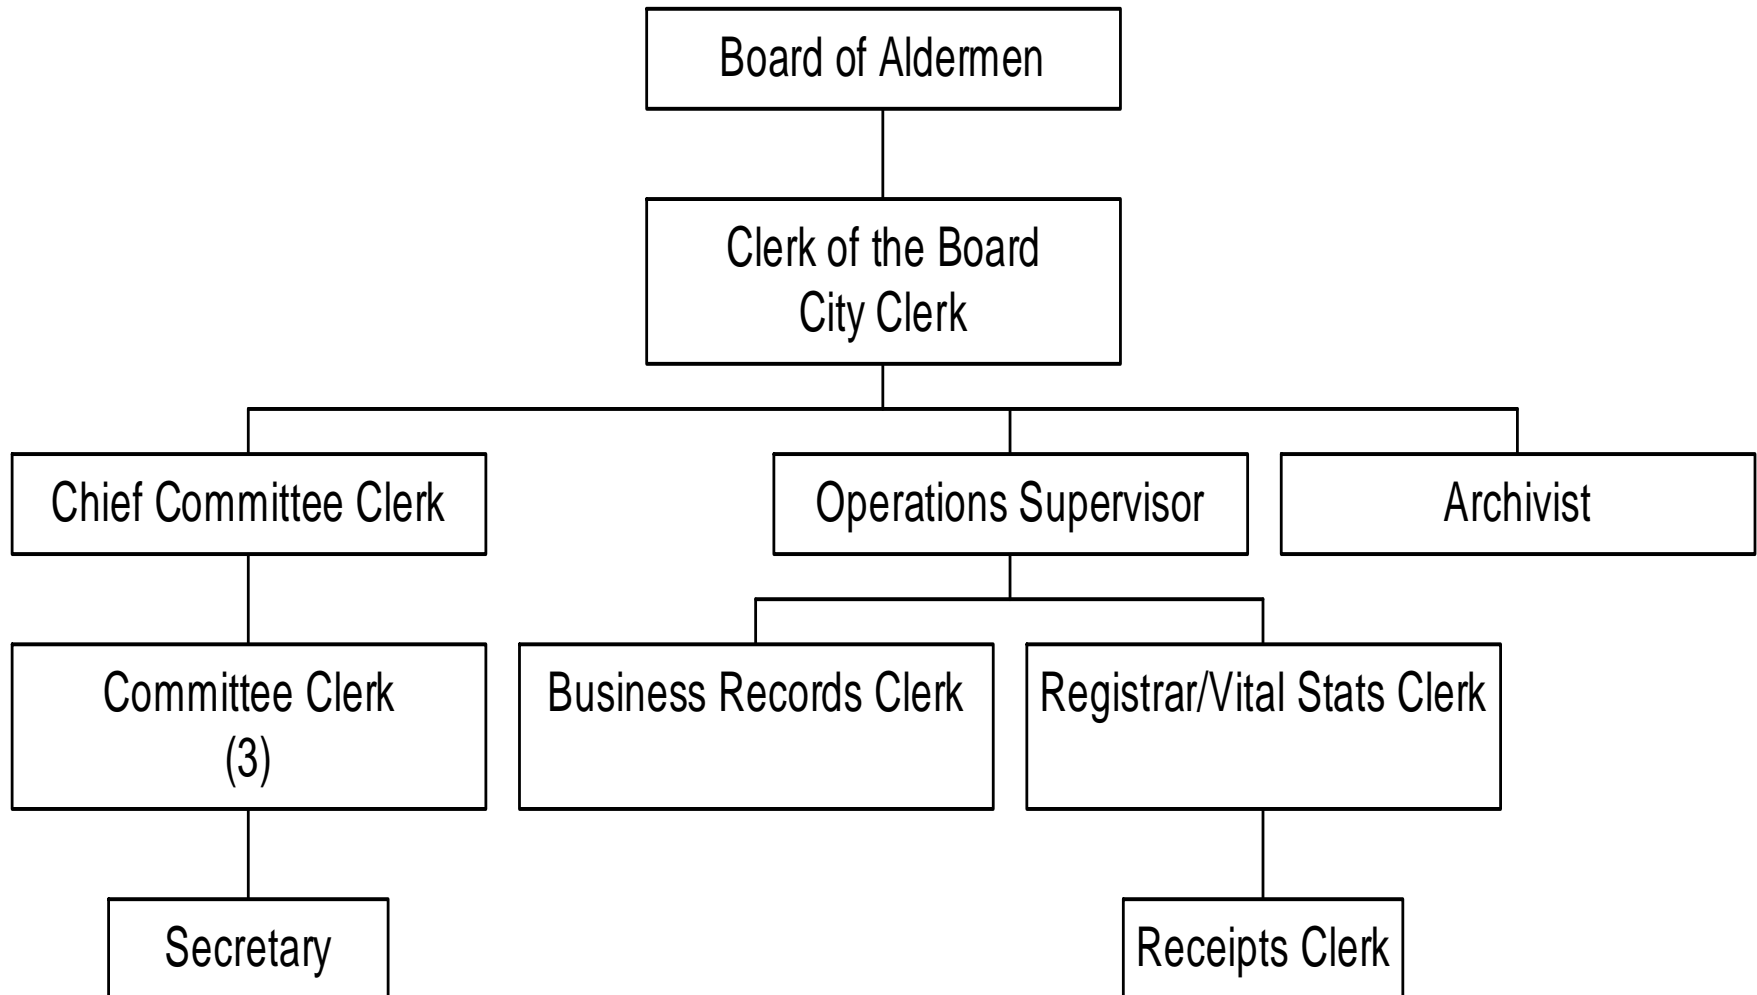 Board of Aldermen
Clerk of the Board
City Clerk
Chief Committee Clerk
Operations Supervisor
Archivist
Committee Clerk
(3)
Business Records Clerk
Registrar/Vital Stats Clerk
Secretary
Receipts Clerk